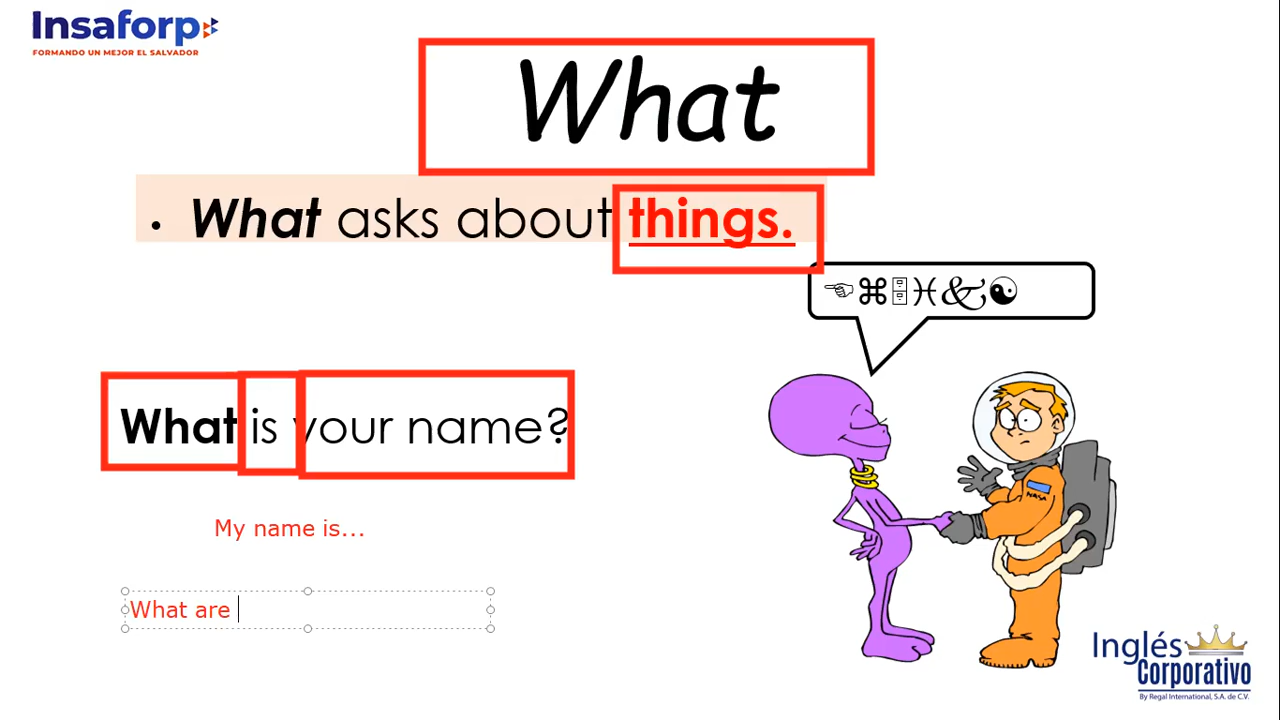 Insaforp
FORMANDO UN MEJOR EL SALVADOR
What
• What asks about things.
What is your name?
My name is...
What are
NASA
Inglés
Corporativo
By Regal International, S.A. de C.V.